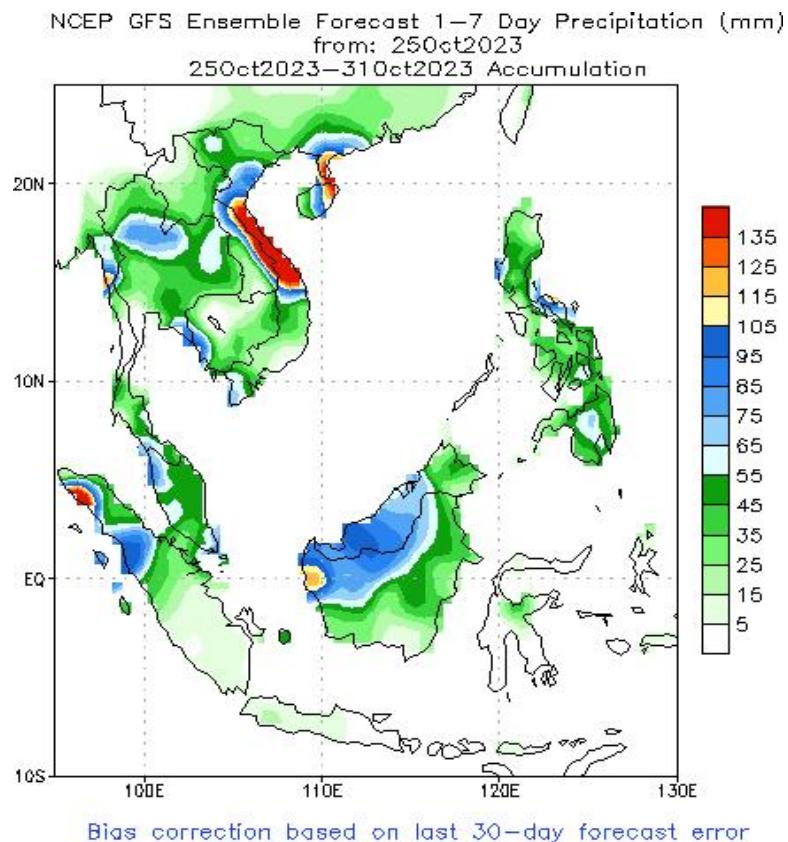 NCEP GFS Ensemble Forecast 1–7 Day Precipitation (mm)
from: 25Oct2023
25Oct2023–31Oct2023 Accumulation
20N
10N
EQ
10S
100E
110E
120E
130E
135
125
115
105
95
85
75
65
55
45
35
25
15
5
Bias correction based on last 30–day forecast error